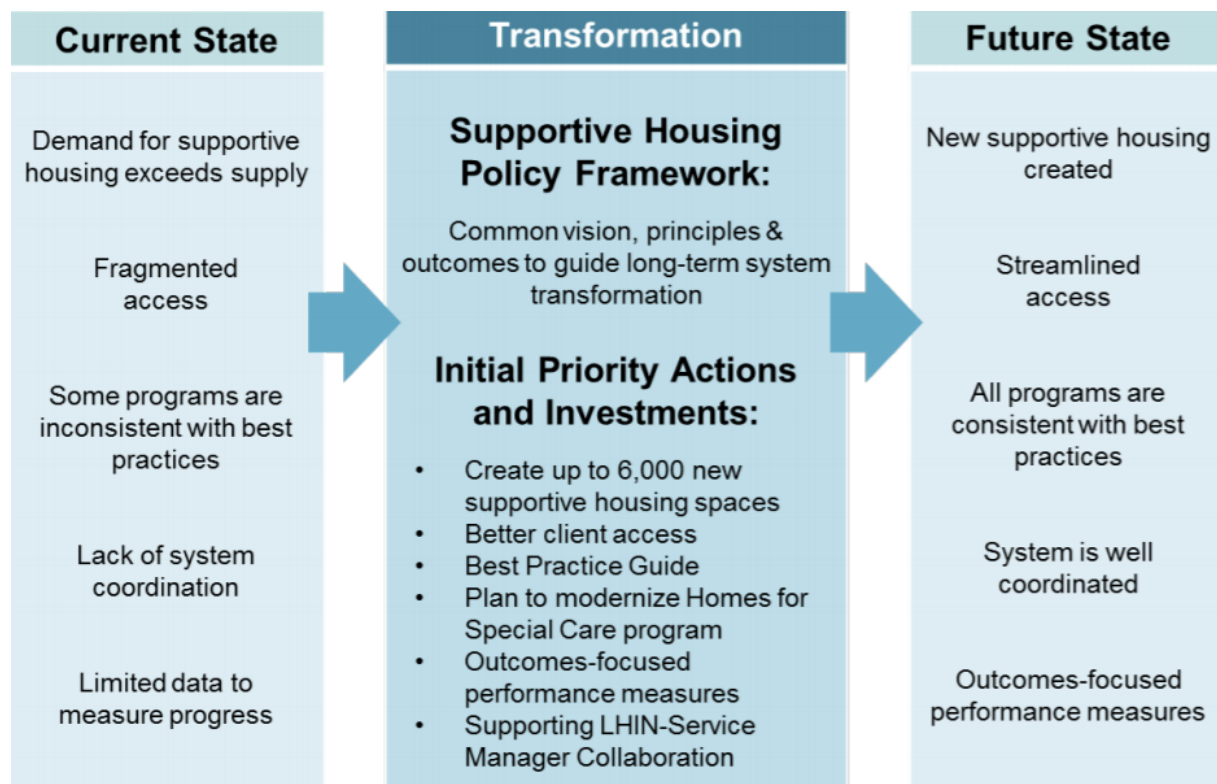 Current State
Demand for supportive
housing exceeds supply
Fragmented
access
Some programs are
inconsistent with best
practices
Lack of system
coordination
Limited data to
measure progress
Transformation
Supportive Housing
Policy Framework:
Common vision, principles &
outcomes to guide long-term system
transformation
Initial Priority Actions
and Investments:
• Create up to 6,000 new
supportive housing spaces
• Better client access
• Best Practice Guide
• Plan to modernize Homes for
Special Care program
• Outcomes-focused
performance measures
• Supporting LHIN-Service
Manager Collaboration
Future State
New supportive housing
created
Streamlined
access
All programs are
consistent with best
practices
System is well
coordinated
Outcomes-focused
performance measures